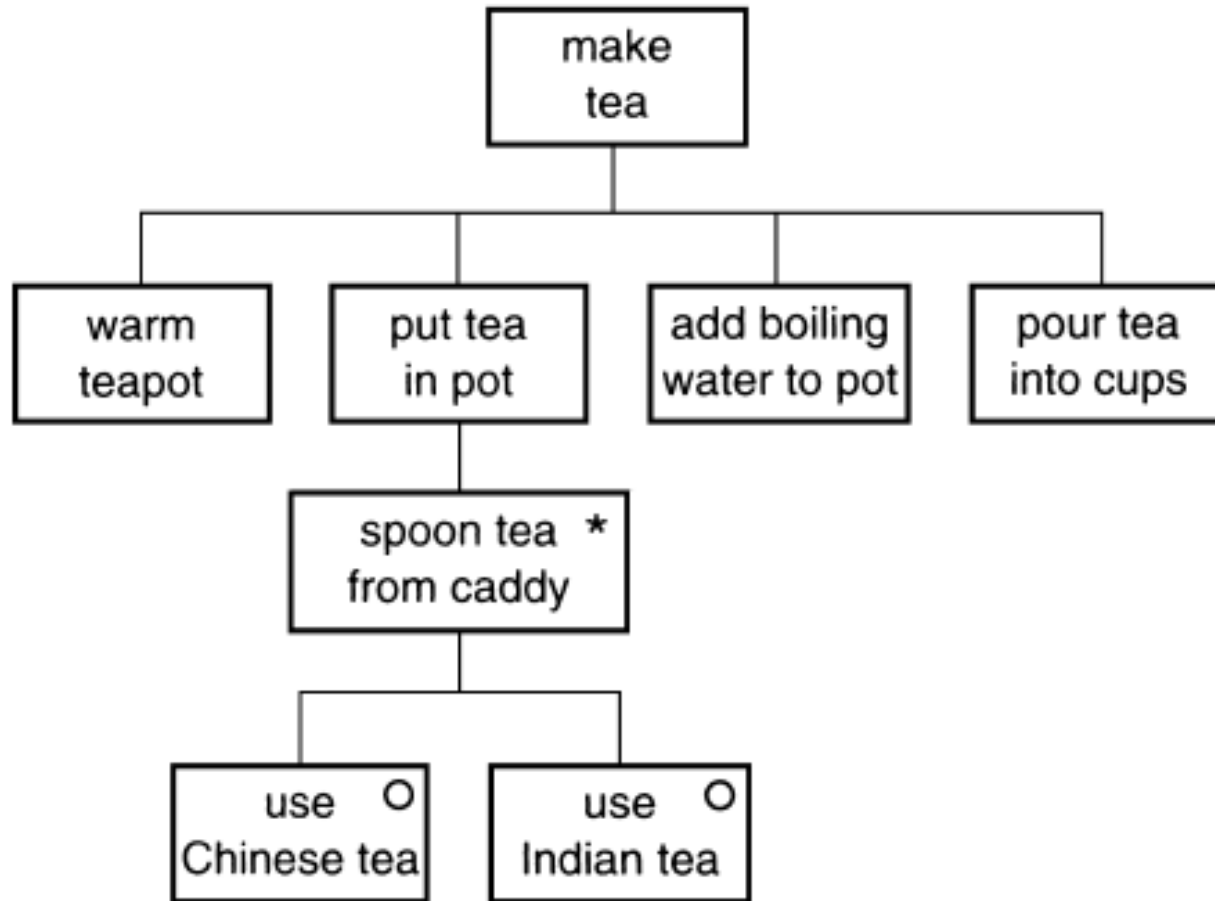 make
tea
warm
teapot
put tea
in pot
add boiling
water to pot
pour tea
into cups
spoon tea *
from caddy
use
Chinese tea
use
Indian tea